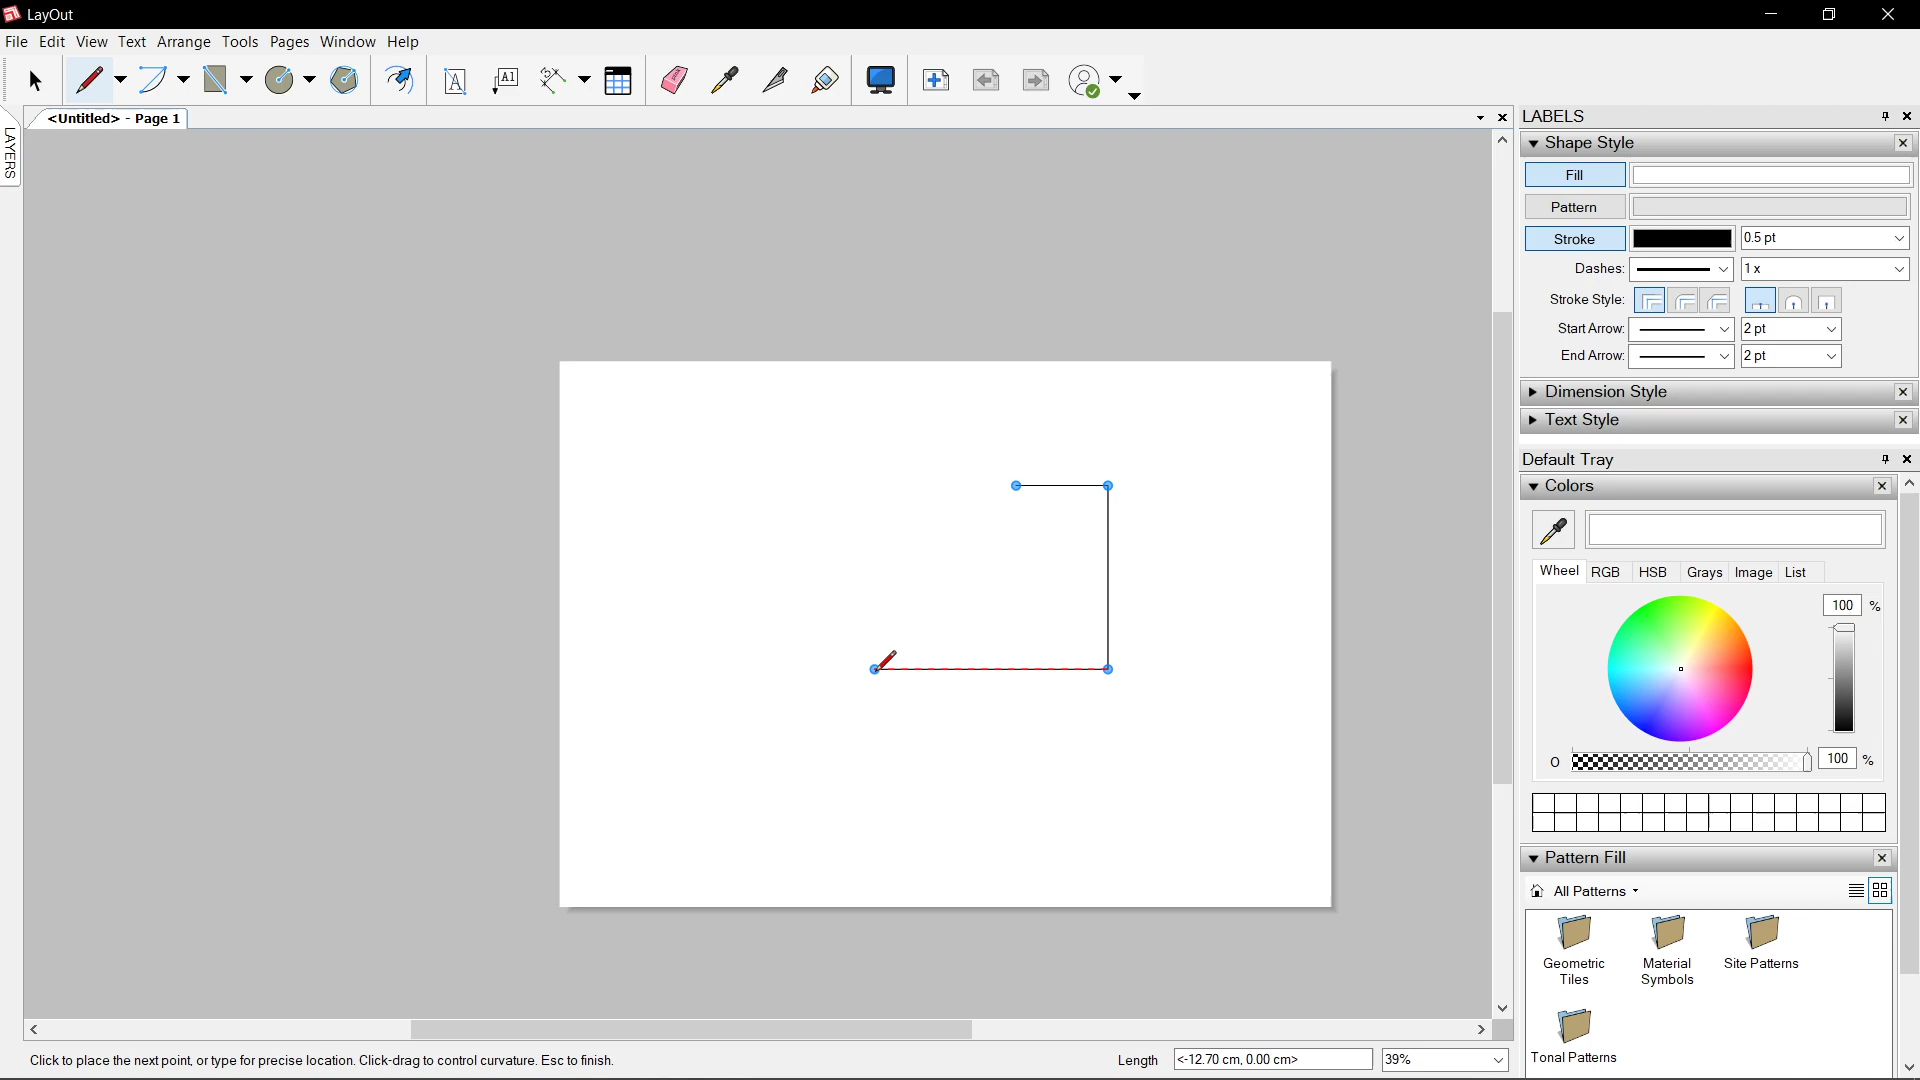 LayOut
File Edit View Text Arrange Tools Pages Window Help
A A1
<Untitled> - Page 1
LAYERS
LABELS
Shape Style
Fill
Pattern
Stroke 0.5 pt
Dashes: 1 x
Stroke Style:
Start Arrow: 2 pt
End Arrow: 2 pt
Dimension Style
Text Style
Default Tray
Colors
Wheel RGB HSB Grays Image List
100 %
O 100 %
Pattern Fill
All Patterns
Geometric Tiles
Material Symbols
Site Patterns
Tonal Patterns
Click to place the next point, or type for precise location. Click-drag to control curvature. Esc to finish.
Length <-12.70 cm, 0.00 cm> 39%